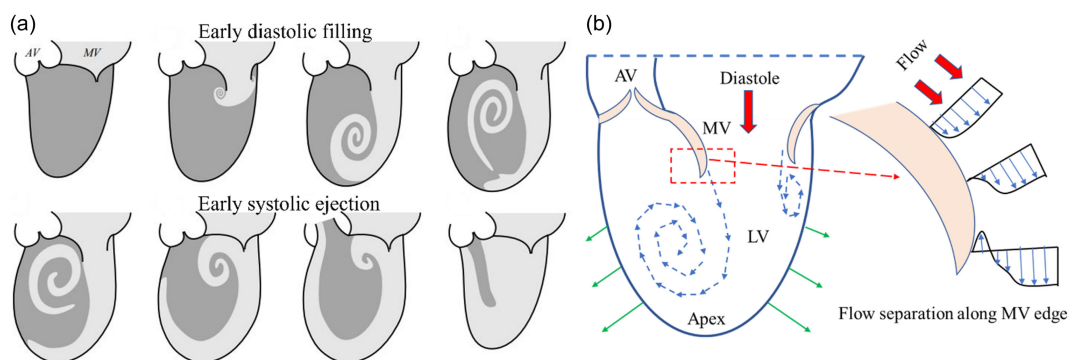 (a)
Early diastolic filling
AV
MV
Early systolic ejection
(b)
AV
Diastole
MV
LV
Apex
Flow
Flow separation along MV edge